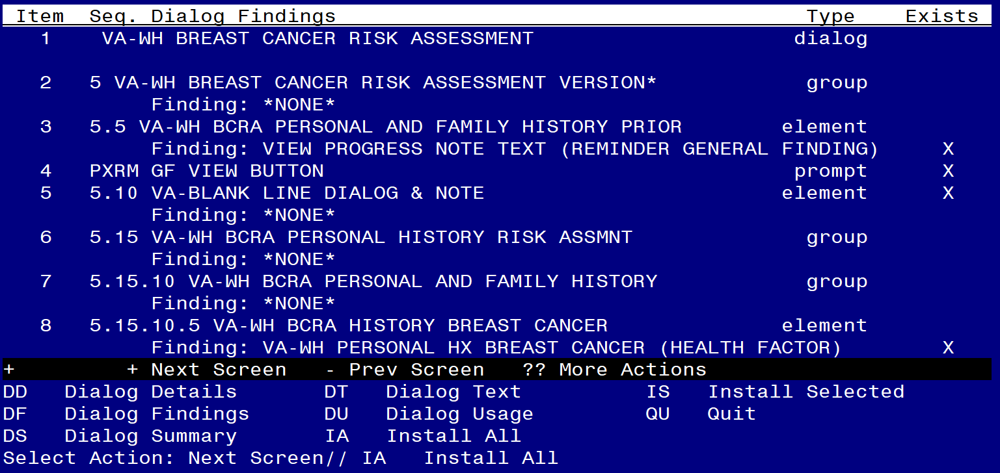 Item  Seq. Dialog Findings  Type  Exists
1  VA-WH BREAST CANCER RISK ASSESSMENT  dialog
2  5 VA-WH BREAST CANCER RISK ASSESSMENT VERSION*  group
Finding: *NONE*
3  5.5 VA-WH BCRA PERSONAL AND FAMILY HISTORY PRIOR  element
Finding: VIEW PROGRESS NOTE TEXT (REMINDER GENERAL FINDING)  X
4  PXRM GF VIEW BUTTON  prompt  X
5  5.10 VA-BLANK LINE DIALOG & NOTE  element  X
Finding: *NONE*
6  5.15 VA-WH BCRA PERSONAL HISTORY RISK ASSMNT  group
Finding: *NONE*
7  5.15.10 VA-WH BCRA PERSONAL AND FAMILY HISTORY  group
Finding: *NONE*
8  5.15.10.5 VA-WH BCRA HISTORY BREAST CANCER  element
Finding: VA-WH PERSONAL HX BREAST CANCER (HEALTH FACTOR)  X
+  + Next Screen  - Prev Screen  ?? More Actions
DD  Dialog Details  DT  Dialog Text  IS  Install Selected
DF  Dialog Findings  DU  Dialog Usage  QU  Quit
DS  Dialog Summary  IA  Install All
Select Action: Next Screen// IA  Install All